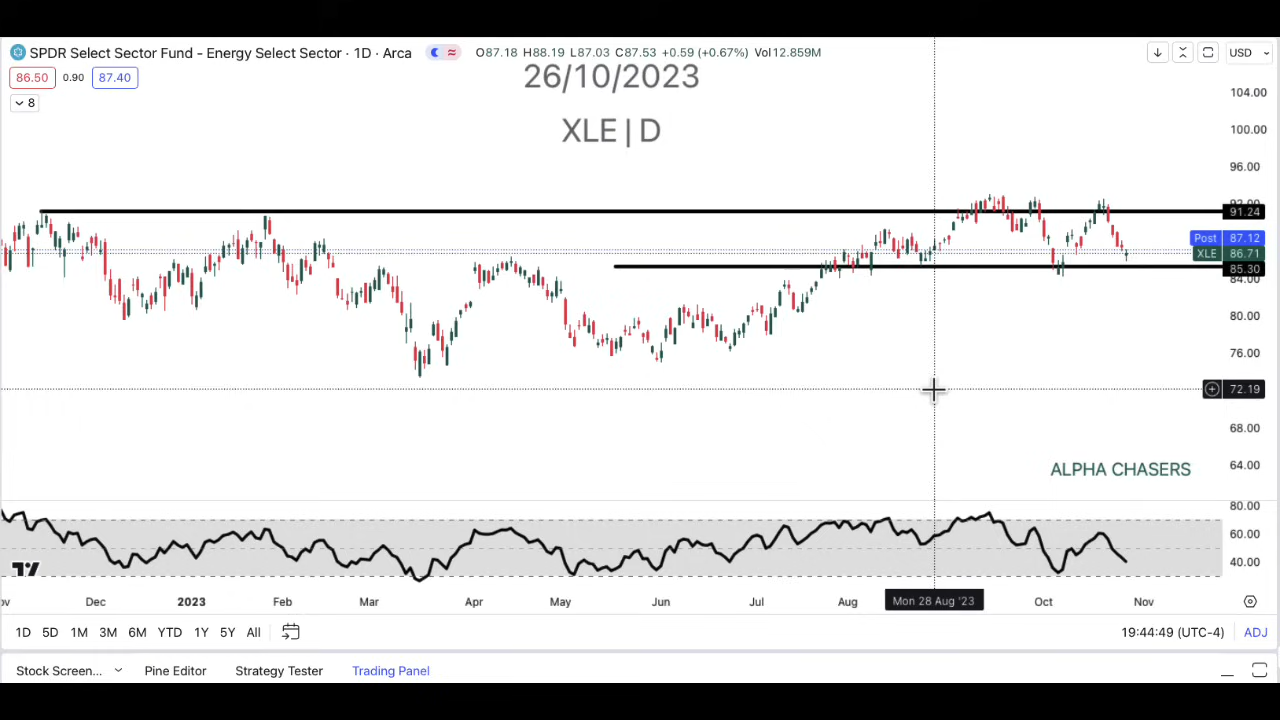 SPDR Select Sector Fund - Energy Select Sector · 1D · Arca O87.18 H88.19 L87.03 C87.53 +0.59 (+0.67%) Vol12.859M USD
86.50 0.90 87.40
26/10/2023
8
XLE | D
104.00
100.00
96.00
91.24
Post 87.12
XLE 86.71
85.30
84.00
80.00
76.00
72.19
68.00
64.00
ALPHA CHASERS
80.00
60.00
40.00
Dec 2023 Feb Mar Apr May Jun Jul Aug Mon 28 Aug '23 Oct Nov
1D 5D 1M 3M 6M YTD 1Y 5Y All 19:44:49 (UTC-4) ADJ
Stock Screen... Pine Editor Strategy Tester Trading Panel